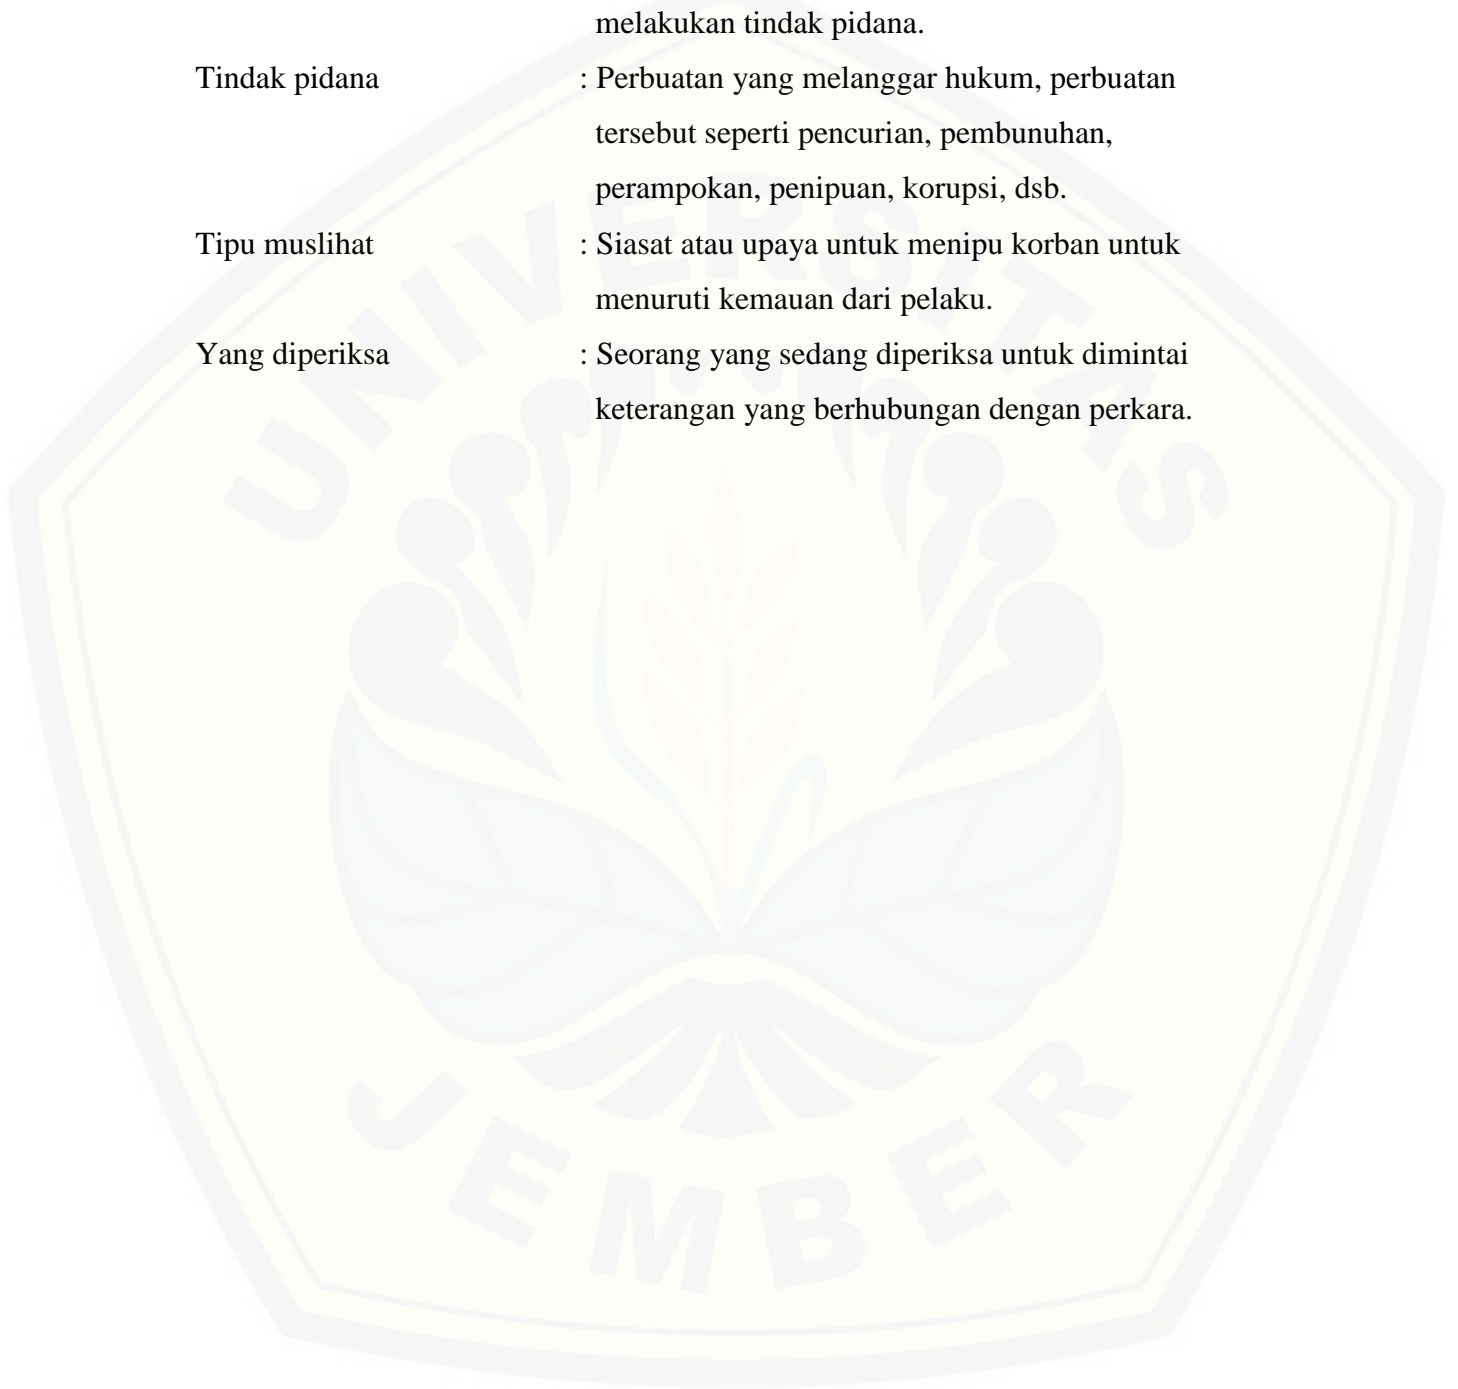 melakukan tindak pidana.
Tindak pidana : Perbuatan yang melanggar hukum, perbuatan
tersebut seperti pencurian, pembunuhan,
perampokan, penipuan, korupsi, dsb.
Tipu muslihat : Siasat atau upaya untuk menipu korban untuk
menuruti kemauan dari pelaku.
Yang diperiksa : Seorang yang sedang diperiksa untuk dimintai
keterangan yang berhubungan dengan perkara.
UNIVERSITAS
JEMBER